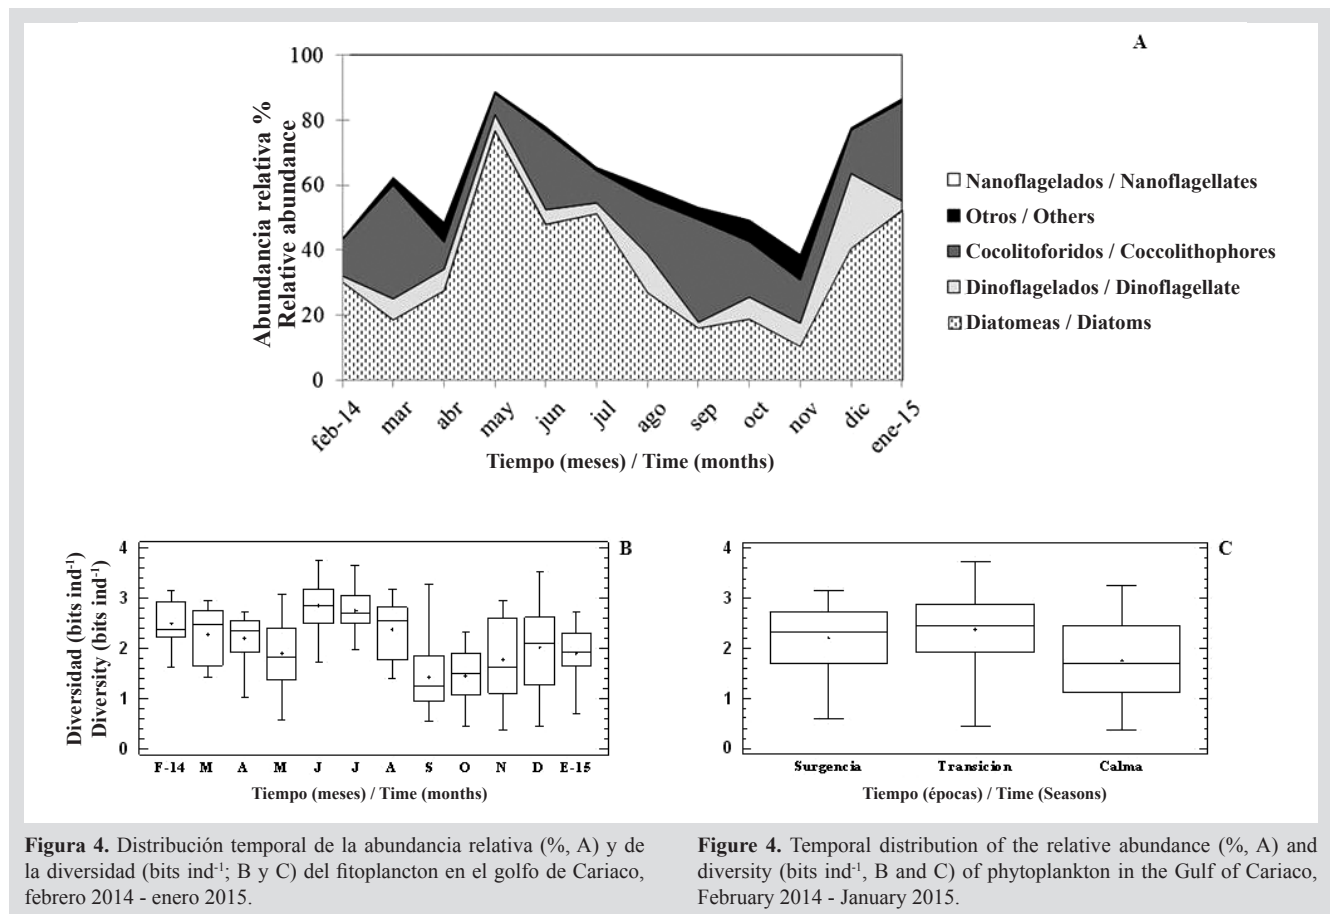 A
100
80
60
40
20
0
Abundancia relativa %
Relative abundance
feb-14 mar abr may jun jul ago sep oct nov dic ene-15
Tiempo (meses) / Time (months)
Nanoflagelados / Nanoflagellates
Otros / Others
Cocolitoforidos / Coccolithophores
Dinoflagelados / Dinoflagellate
Diatomeas / Diatoms
B
4
3
2
1
0
Diversidad (bits ind-1)
Diversity (bits ind-1)
F-14 M A M J J A S O N D E-15
Tiempo (meses) / Time (months)
C
4
3
2
1
0
Surgencia Transicion Calma
Tiempo (épocas) / Time (Seasons)
Figura 4. Distribución temporal de la abundancia relativa (%, A) y de
la diversidad (bits ind-1; B y C) del fitoplancton en el golfo de Cariaco,
febrero 2014 - enero 2015.
Figure 4. Temporal distribution of the relative abundance (%, A) and
diversity (bits ind-1, B and C) of phytoplankton in the Gulf of Cariaco,
February 2014 - January 2015.